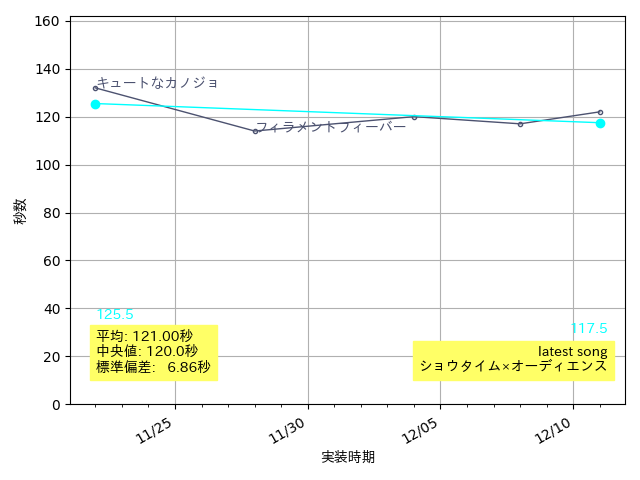 160
140
120
100
80
60
40
20
0
秒数
キュートなカノジョ
フィラメントフィーバー
125.5
117.5
平均: 121.00秒
中央値: 120.0秒
標準偏差:  6.86秒
latest song
ショウタイム×オーディエンス
11/25
11/30
12/05
12/10
実装時期